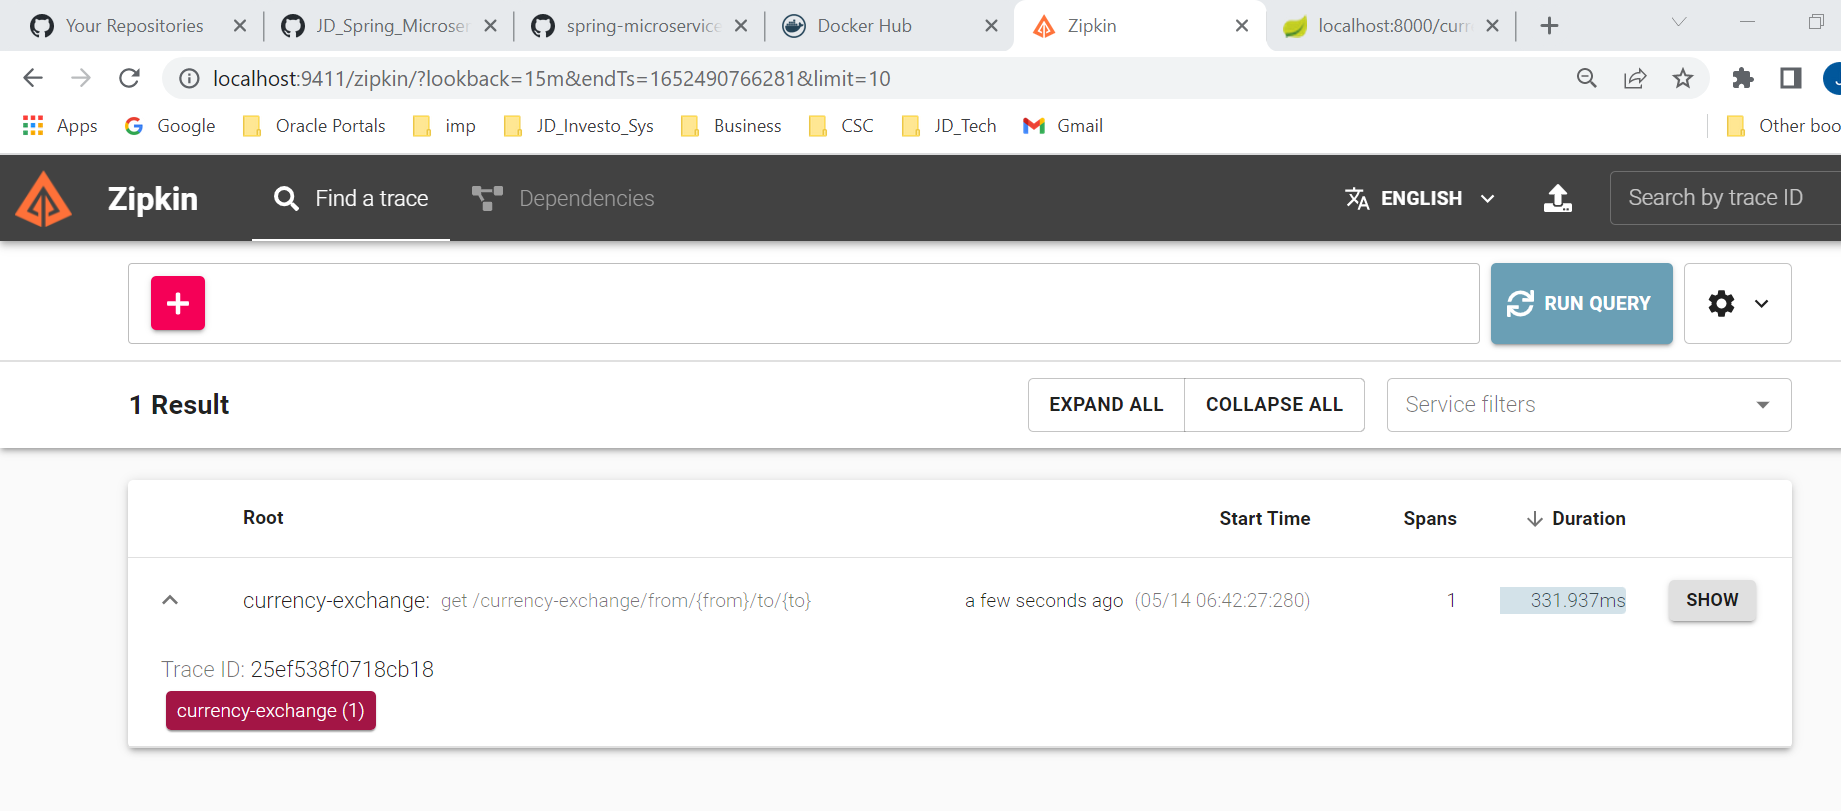 Your Repositories
JD_Spring_Microser
spring-microservice
Docker Hub
Zipkin
localhost:8000/curr
localhost:9411/zipkin/?lookback=15m&endTs=1652490766281&limit=10
Apps
Google
Oracle Portals
imp
JD_Investo_Sys
Business
CSC
JD_Tech
Gmail
Other boo
Zipkin
Find a trace
Dependencies
ENGLISH
Search by trace ID
RUN QUERY
1 Result
EXPAND ALL
COLLAPSE ALL
Service filters
Root
Start Time
Spans
Duration
currency-exchange: get /currency-exchange/from/{from}/to/{to}
a few seconds ago (05/14 06:42:27:280)
1
331.937ms
SHOW
Trace ID: 25ef538f0718cb18
currency-exchange (1)